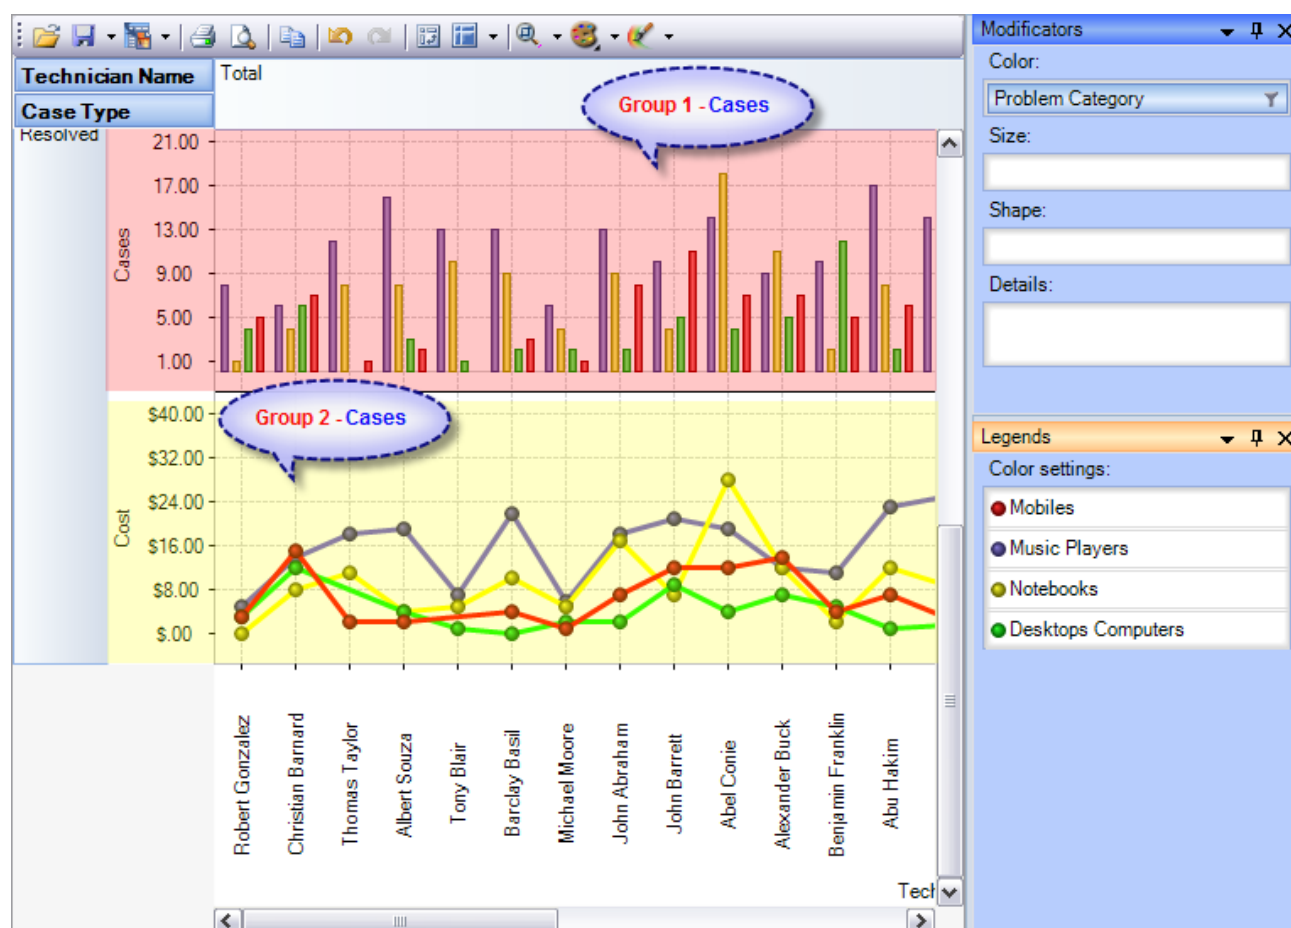 Modificators
Technician Name
Total
Case Type
Resolved
Group 1 - Cases
Cases
21.00
17.00
13.00
9.00
5.00
1.00
Group 2 - Cases
Cost
$40.00
$32.00
$24.00
$16.00
$8.00
$.00
Robert Gonzalez
Christian Barnard
Thomas Taylor
Albert Souza
Tony Blair
Barclay Basil
Michael Moore
John Abraham
John Barrett
Abel Conie
Alexander Buck
Benjamin Franklin
Abu Hakim
Tech
Color:
Problem Category
Size:
Shape:
Details:
Legends
Color settings:
Mobiles
Music Players
Notebooks
Desktops Computers